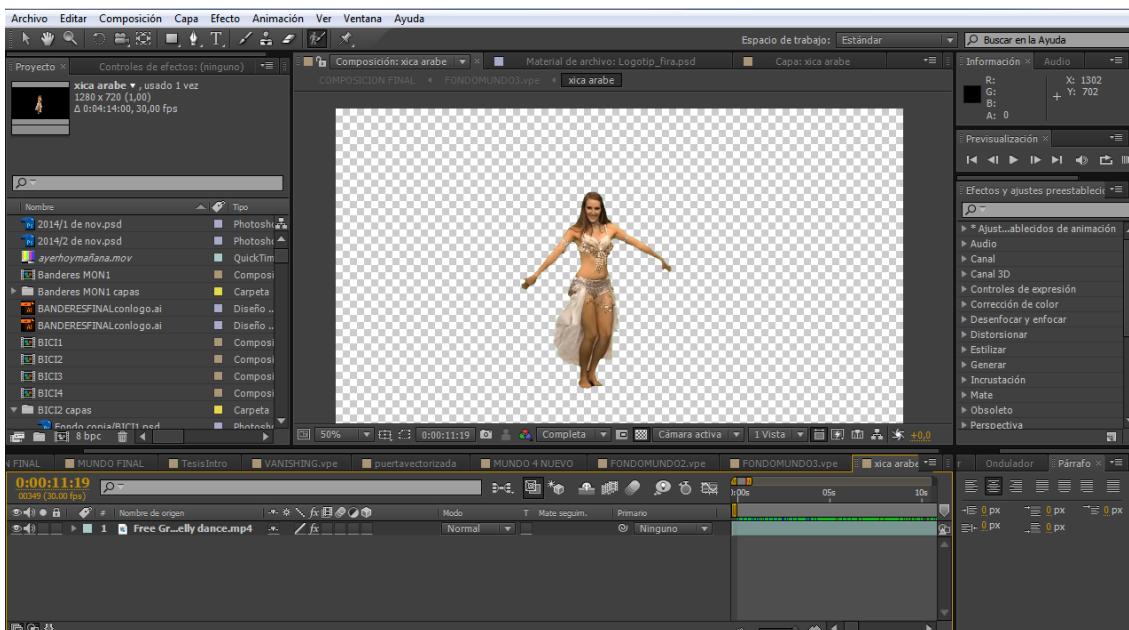 Archivo Editar Composición Capa Efecto Animación Ver Ventana Ayuda
Espacio de trabajo: Estándar
Buscar en la Ayuda
Proyecto × Controles de efectos: (ninguno)
Composición: xica arabe
Material de archivo: Logotip_fira.psd
Capa: xica arabe
Información × Audio
xica arabe ▾ , usado 1 vez
1280 x 720 (1,00)
Δ 0:04:14:00, 30,00 fps
COMPOSICION FINAL
FONDOMUNDO3.vpe
xica arabe
R:
G:
B:
A: 0
X: 1302
Y: 702
Previsualización ×
Nombre Tipo
2014/1 de nov.psd Photosh
2014/2 de nov.psd Photosh
ayerhoymañana.mov QuickTim
Banderes MON1 Composi
Banderes MON1 capas Carpeta
BANDERESFINALconlogo.ai Diseño ..
BANDERESFINALconlogo.ai Diseño ..
BICI1 Composi
BICI2 Composi
BICI3 Composi
BICI4 Composi
BICI2 capas Carpeta
Fondo copia/BICI1.psd Photosh
8 bpc
Efectos y ajustes preestableci
* Ajust...ablecidos de animación
Audio
Canal
Canal 3D
Controles de expresión
Corrección de color
Desenfocar y enfocar
Distorsionar
Estilizar
Generar
Incrustación
Mate
Obsoleto
Perspectiva
50% 0:00:11:19 Completa Cámara activa 1 Vista +0,0
N FINAL MUNDO FINAL TesisIntro VANISHING.vpe puertavectorizada MUNDO 4 NUEVO FONDOMUNDO2.vpe FONDOMUNDO3.vpe xica arabe
r Ondulador Párrafo ×
0:00:11:19
00349 (30.00 fps)
):00s 05s 10s
# Nombre de origen fx Modo T Mate seguim. Primario
1 Free Gr...elly dance.mp4 fx Normal Ninguno
0 px 0 px 0 px
0 px 0 px